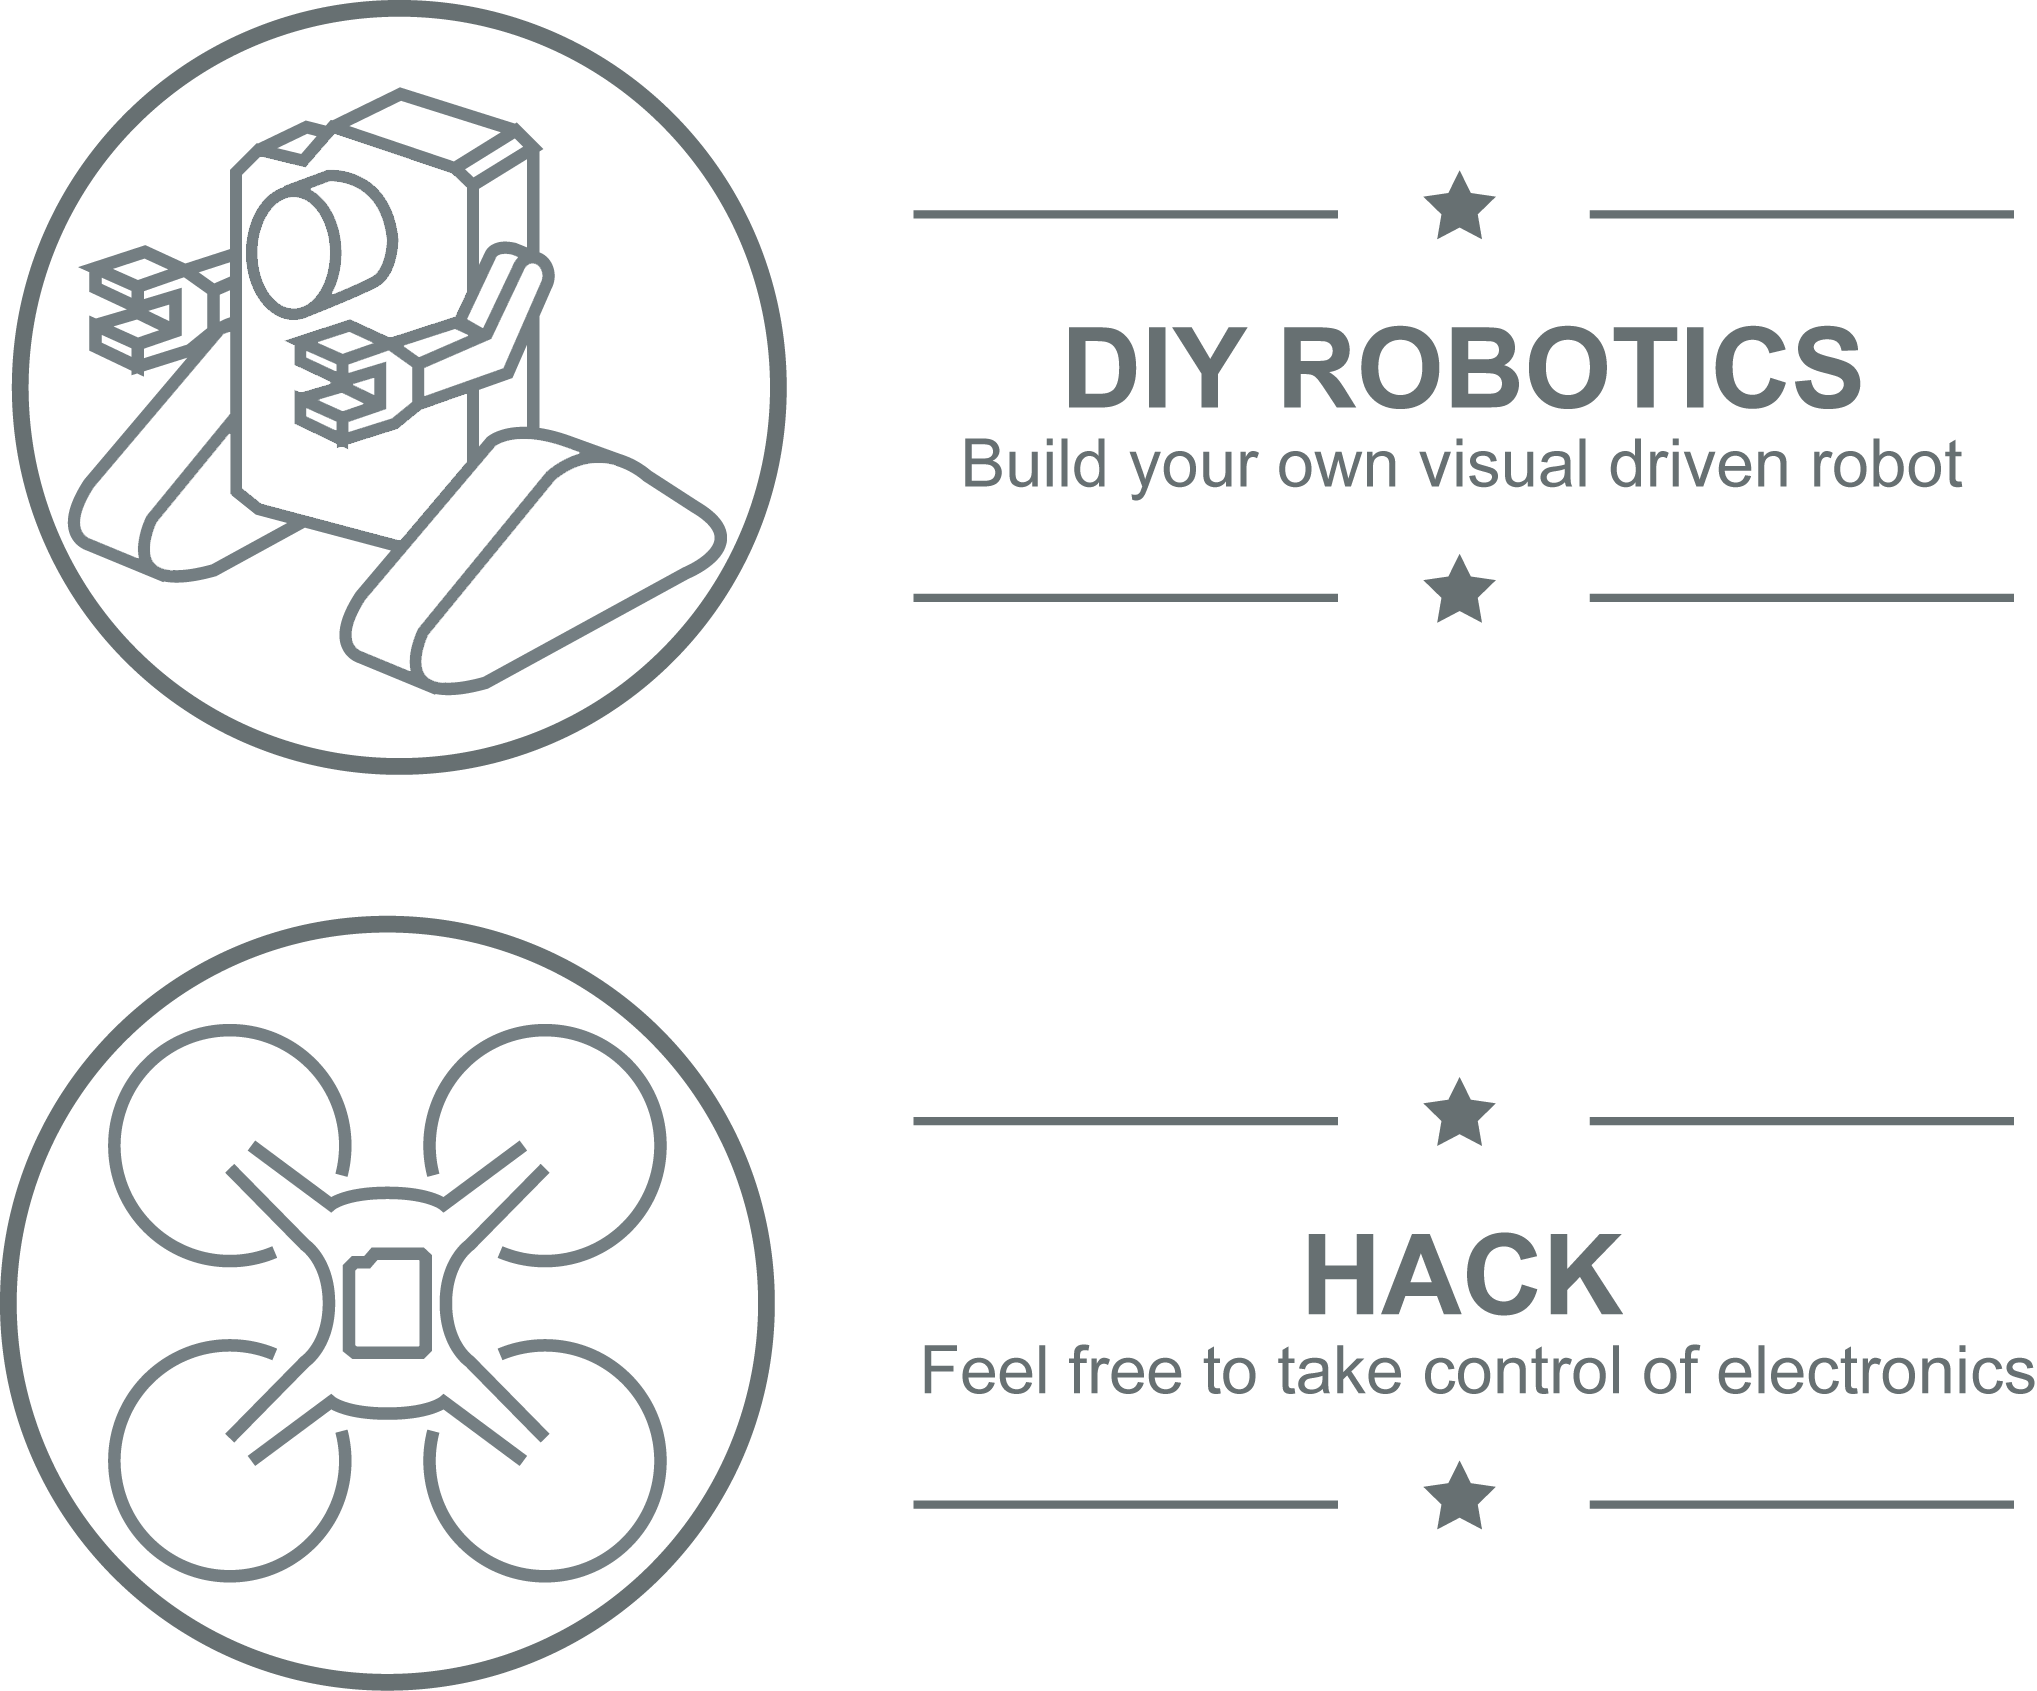 DIY ROBOTICS
Build your own visual driven robot
HACK
Feel free to take control of electronics